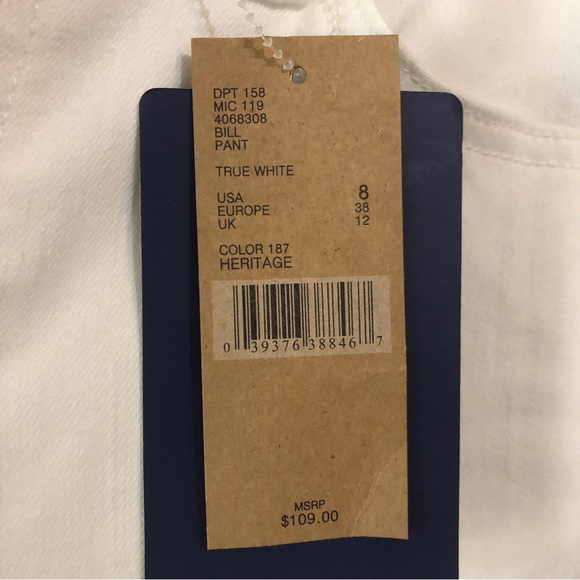 DPT 158
MIC 119
4068308
BILL
PANT
TRUE WHITE
USA 8
EUROPE 38
UK 12
COLOR 187
HERITAGE
0 39376 38846 7
MSRP
$109.00